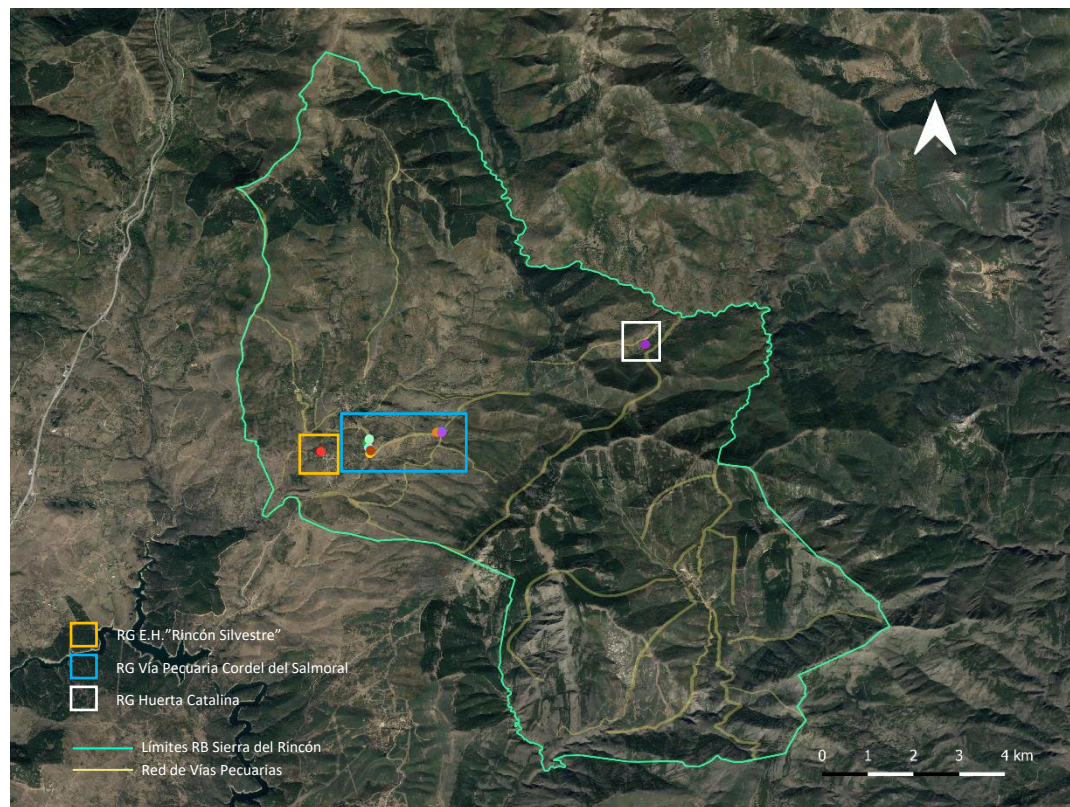 RG E.H."Rincón Silvestre"
RG Vía Pecuaria Cordel del Salmoral
RG Huerta Catalina
Límites RB Sierra del Rincón
Red de Vías Pecuarias
0 1 2 3 4 km